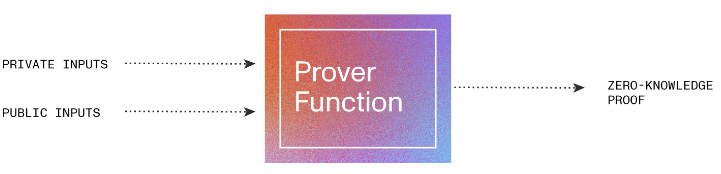 PRIVATE INPUTS
PUBLIC INPUTS
Prover
Function
ZERO-KNOWLEDGE
PROOF